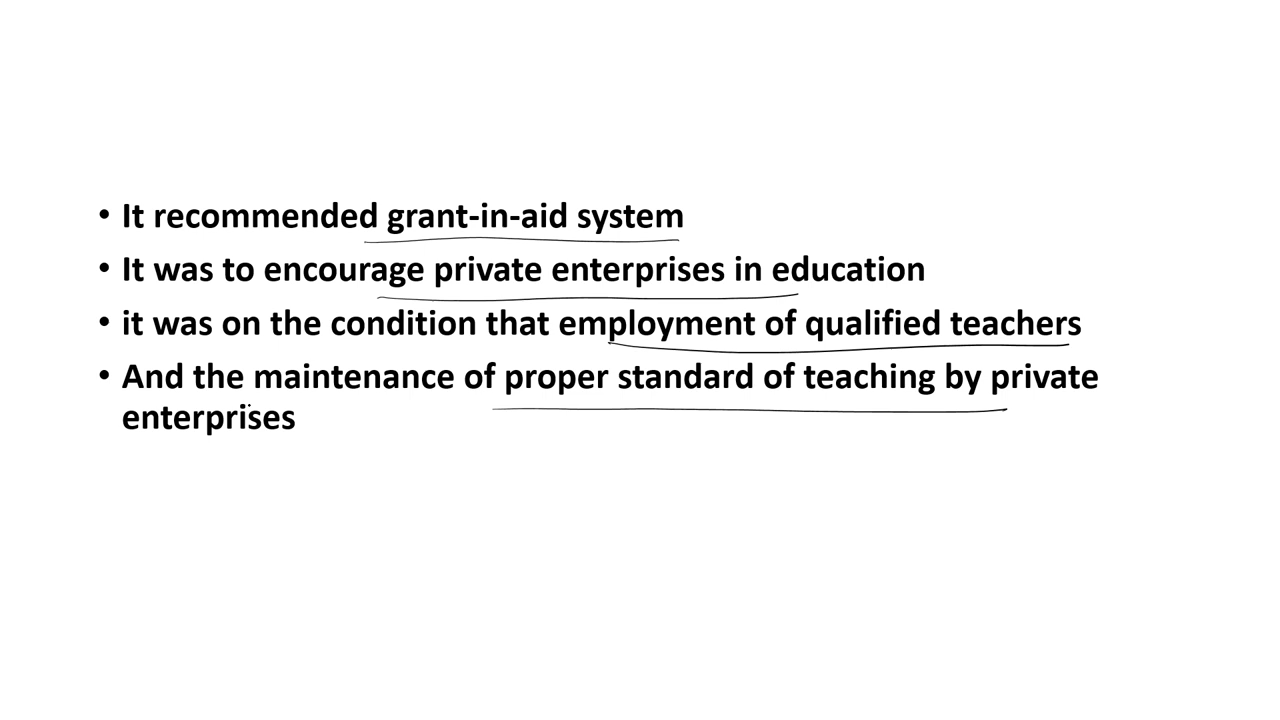 • It recommended grant-in-aid system
• It was to encourage private enterprises in education
• it was on the condition that employment of qualified teachers
• And the maintenance of proper standard of teaching by private
enterprises